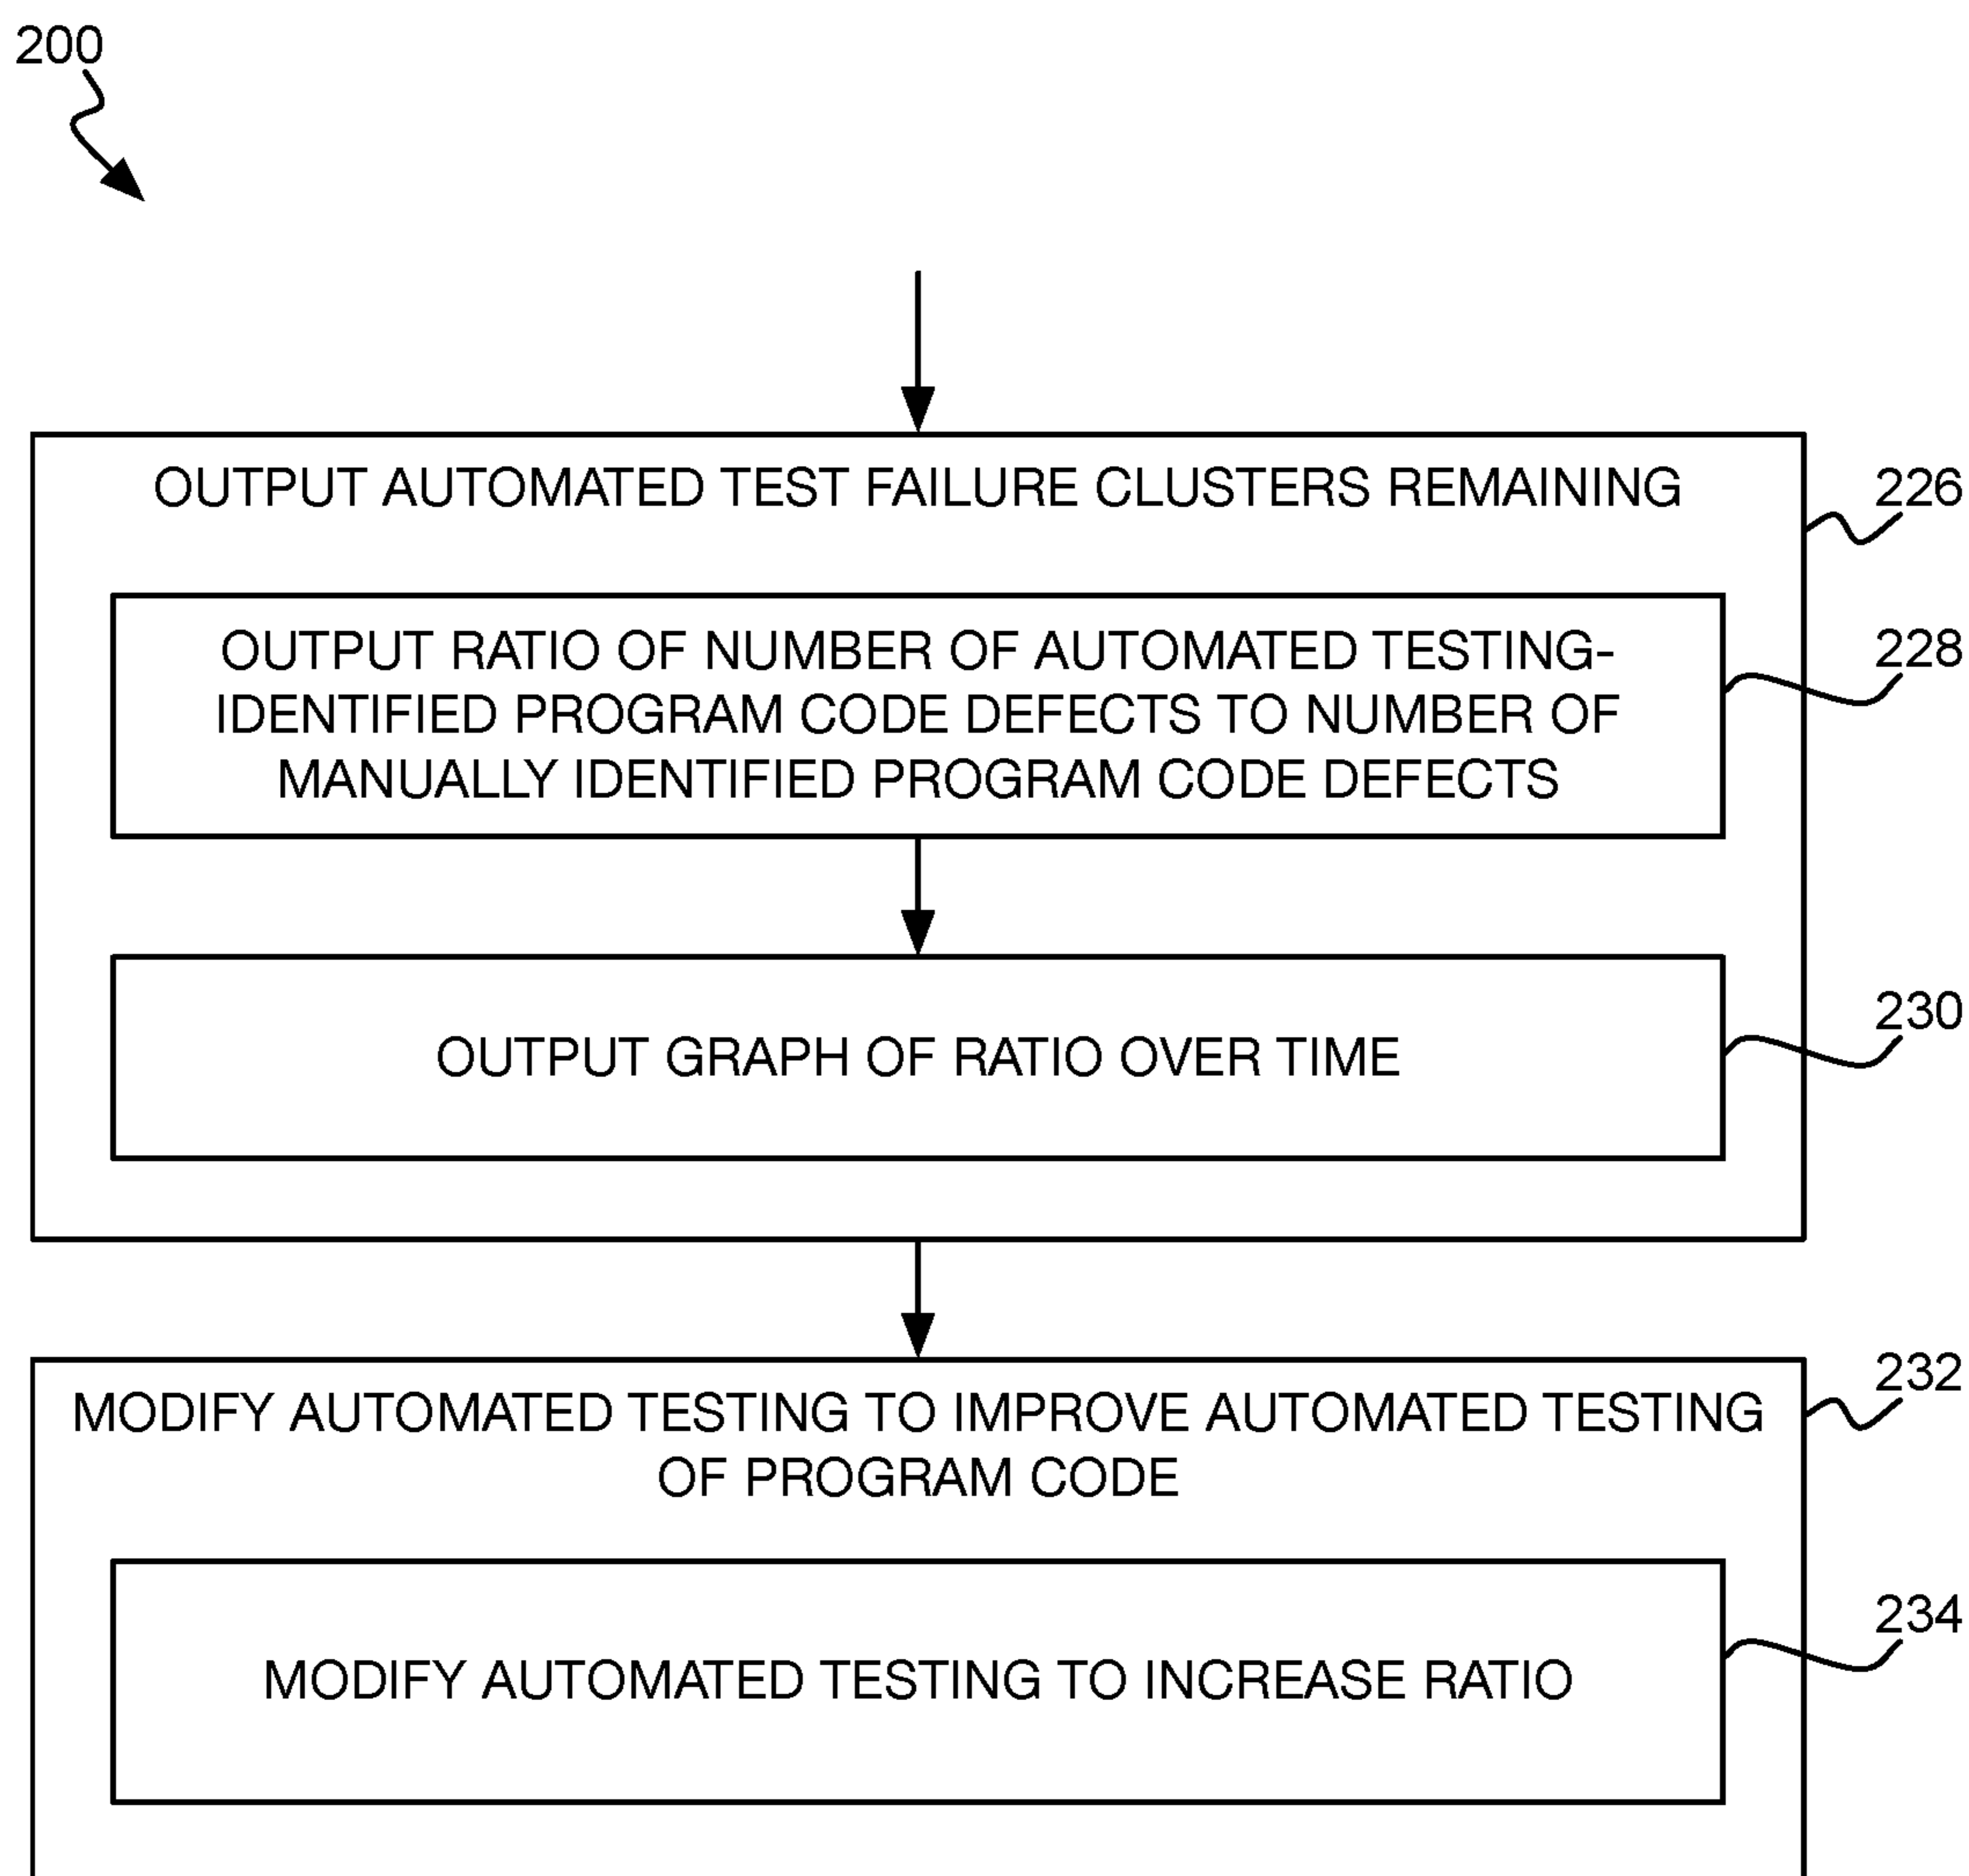 200
OUTPUT AUTOMATED TEST FAILURE CLUSTERS REMAINING
226
OUTPUT RATIO OF NUMBER OF AUTOMATED TESTING-
IDENTIFIED PROGRAM CODE DEFECTS TO NUMBER OF
MANUALLY IDENTIFIED PROGRAM CODE DEFECTS
228
OUTPUT GRAPH OF RATIO OVER TIME
230
MODIFY AUTOMATED TESTING TO IMPROVE AUTOMATED TESTING
OF PROGRAM CODE
232
MODIFY AUTOMATED TESTING TO INCREASE RATIO
234